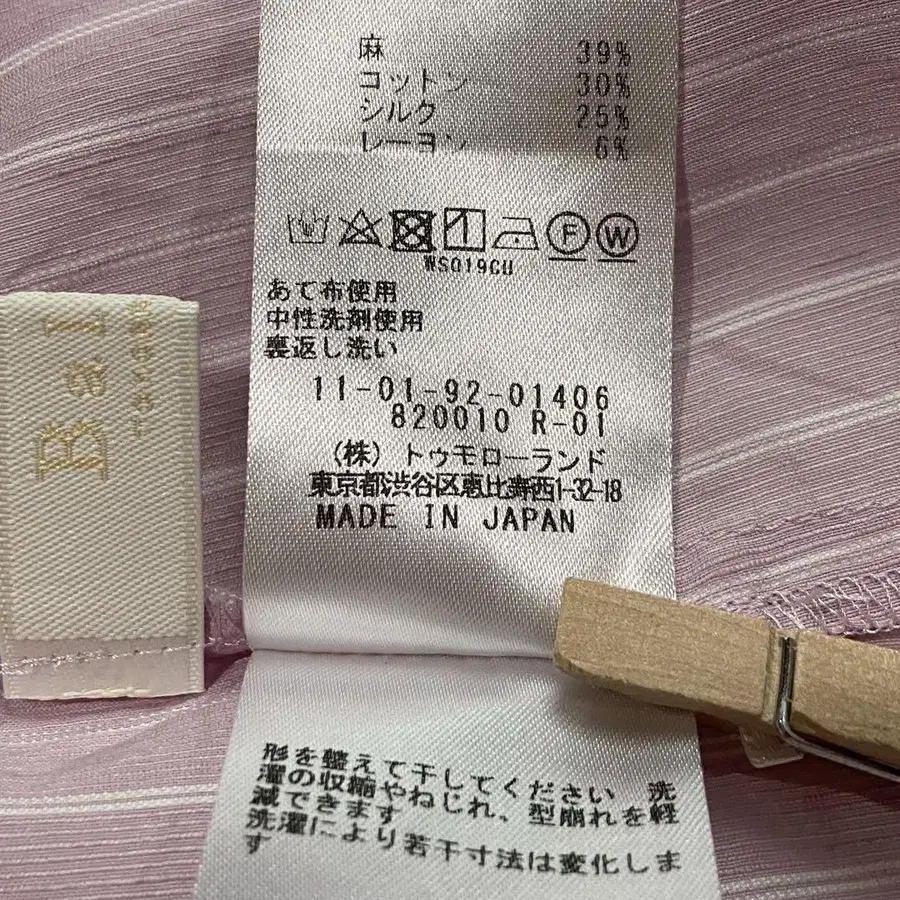 麻 39%
コットン 30%
シルク 25%
レーヨン 6%
F W
WS019CU
あて布使用
中性洗剤使用
裏返し洗い
11-01-92-01406
820010 R-01
(株) トゥモローランド
東京都渋谷区恵比寿西1-32-18
MADE IN JAPAN
形を整えて干してください 洗
濯の収縮やねじれ、型崩れを軽
減できます
洗濯により若干寸法は変化しま
す